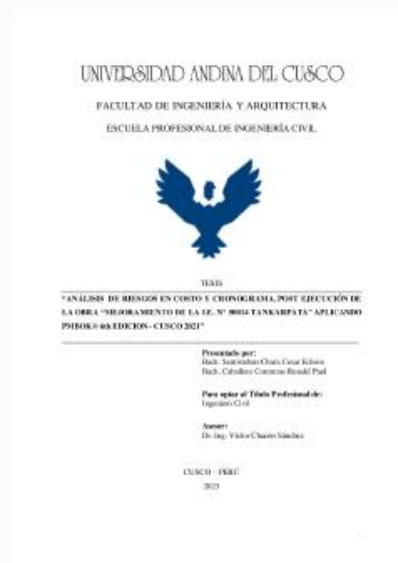 UNIVERSIDAD ANDINA DEL CUSCO
FACULTAD DE INGENIERÍA Y ARQUITECTURA
ESCUELA PROFESIONAL DE INGENIERÍA CIVIL
TESIS
"ANÁLISIS DE RIESGOS EN COSTO Y CRONOGRAMA, POST EJECUCIÓN DE
LA OBRA "MEJORAMIENTO DE LA I.E. N° TANKARPATA" APLICANDO
PMBOK® 6th EDICION - CUSCO 2021"
Presentado por:
Bach. Cesar Edison
Bach. Caballero Contreras Ronald Paul
Para optar al Título Profesional de:
Ingeniero Civil
Asesor:
Dr. Ing. Víctor Chacón Sánchez
CUSCO – PERÚ
2023